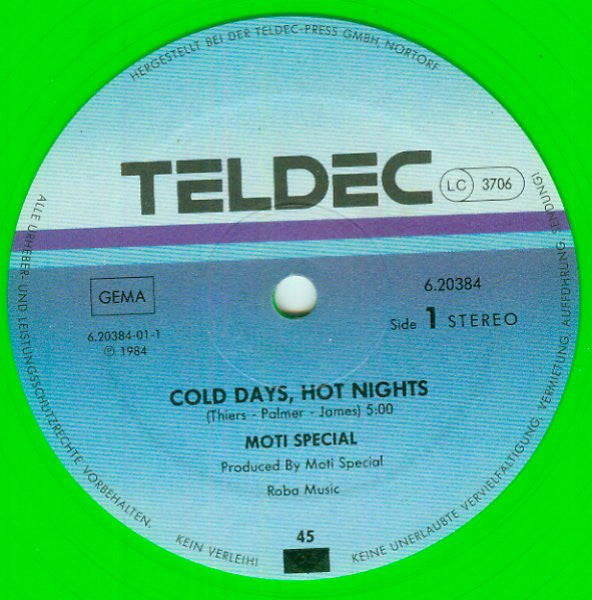 HERGESTELLT BEI DER TELDEC-PRESS GMBH, NORTORF
TELDEC
LC 3706
GEMA
6.20384
6.20384-01-1
Side 1 STEREO
© 1984
COLD DAYS, HOT NIGHTS
(Thiers - Palmer - James) 5:00
MOTI SPECIAL
Produced By Moti Special
Roba Music
45
ALLE URHEBER- UND LEISTUNGSSCHUTZRECHTE VORBEHALTEN. KEIN VERLEIH! KEINE UNERLAUBTE VERVIELFÄLTIGUNG, VERMIETUNG, AUFFÜHRUNG, SENDUNG!